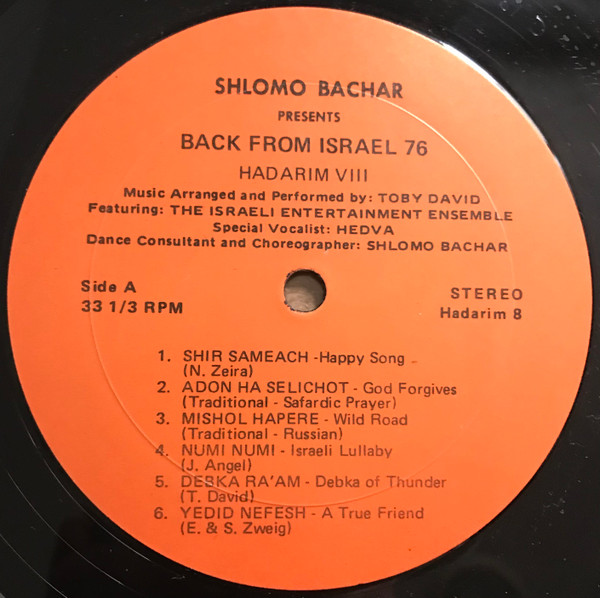 SHLOMO BACHAR
PRESENTS
BACK FROM ISRAEL 76
HADARIM VIII
Music Arranged and Performed by: TOBY DAVID
Featuring: THE ISRAELI ENTERTAINMENT ENSEMBLE
Special Vocalist: HEDVA
Dance Consultant and Choreographer: SHLOMO BACHAR
Side A
33 1/3 RPM
STEREO
Hadarim 8
1. SHIR SAMEACH -Happy Song
(N. Zeira)
2. ADON HA SELICHOT - God Forgives
(Traditional - Safardic Prayer)
3. MISHOL HAPERE - Wild Road
(Traditional - Russian)
4. NUMI NUMI - Israeli Lullaby
(J. Angel)
5. DEBKA RA'AM - Debka of Thunder
(T. David)
6. YEDID NEFESH - A True Friend
(E. & S. Zweig)